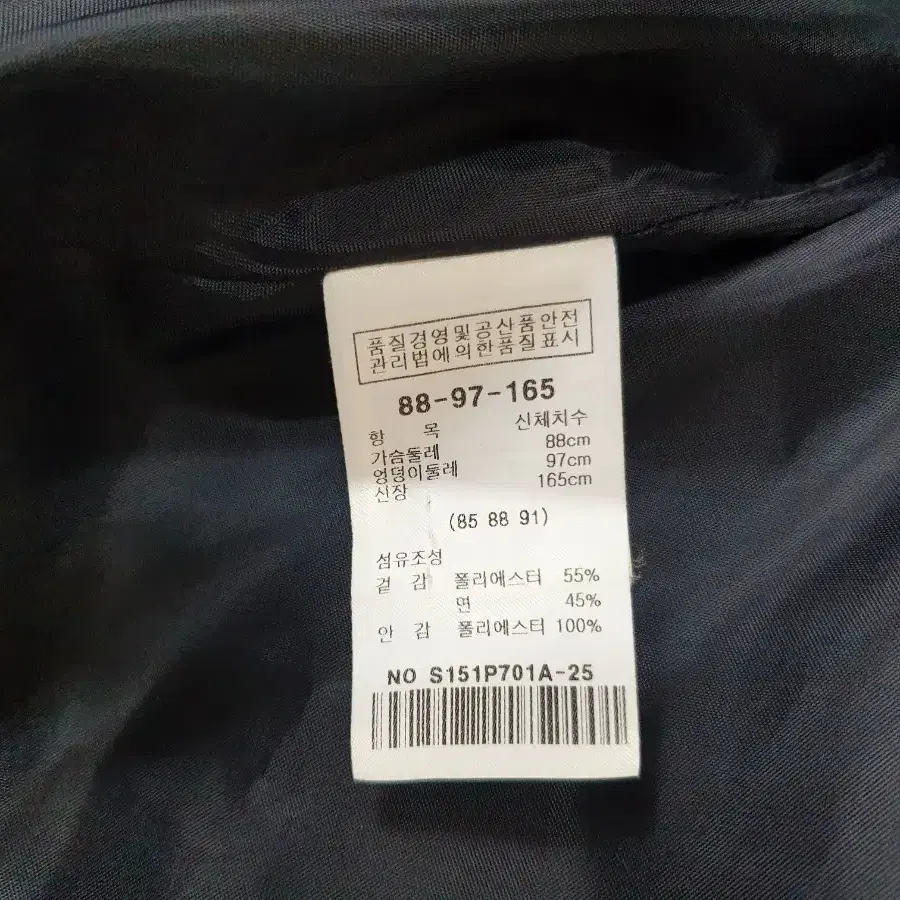 품질경영및공산품안전
관리법에의한품질표시
88-97-165
항 목 신체치수
가슴둘레 88cm
엉덩이둘레 97cm
신장 165cm
(85 88 91)
섬유조성
겉 감 폴리에스터 55%
면 45%
안 감 폴리에스터 100%
NO S151P701A-25